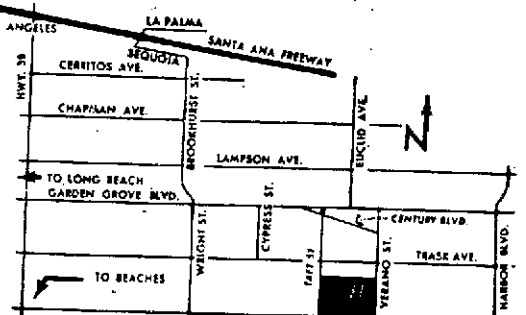 LA PALMA
ANGELES
SANTA ANA FREEWAY
SEQUOIA
CERRITOS AVE.
HWY. 39
BROOKHURST ST.
CHAPMAN AVE.
EUCLID AVE.
N
LAMPSON AVE.
TO LONG BEACH
GARDEN GROVE BLVD.
WRIGHT ST.
CYPRESS ST.
TAFT ST
CENTURY BLVD.
VERANO ST.
TRASK AVE.
HARBOR BLVD.
TO BEACHES